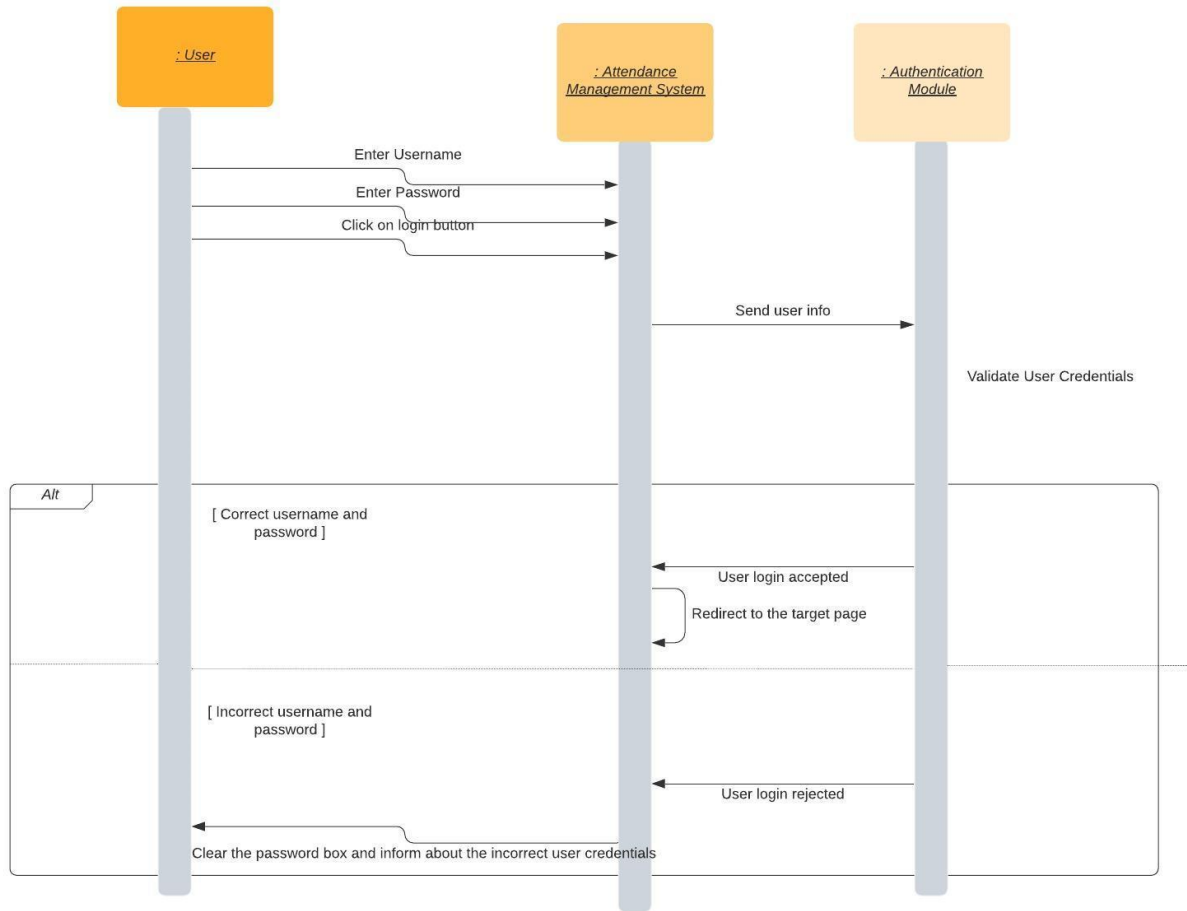 : User
: Attendance
Management System
: Authentication
Module
Enter Username
Enter Password
Click on login button
Send user info
Validate User Credentials
Alt
[ Correct username and
password ]
User login accepted
Redirect to the target page
[ Incorrect username and
password ]
User login rejected
Clear the password box and inform about the incorrect user credentials